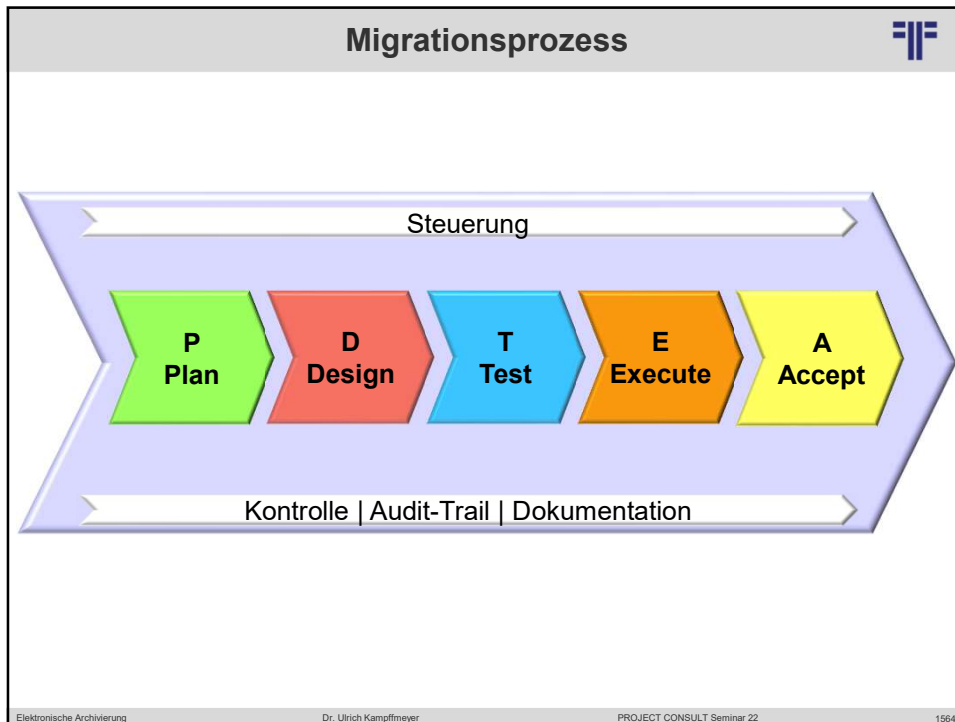 Migrationsprozess
Steuerung
P
Plan
D
Design
T
Test
E
Execute
A
Accept
Kontrolle | Audit-Trail | Dokumentation
Elektronische Archivierung
Dr. Ulrich Kampffmeyer
PROJECT CONSULT Seminar 22
1564